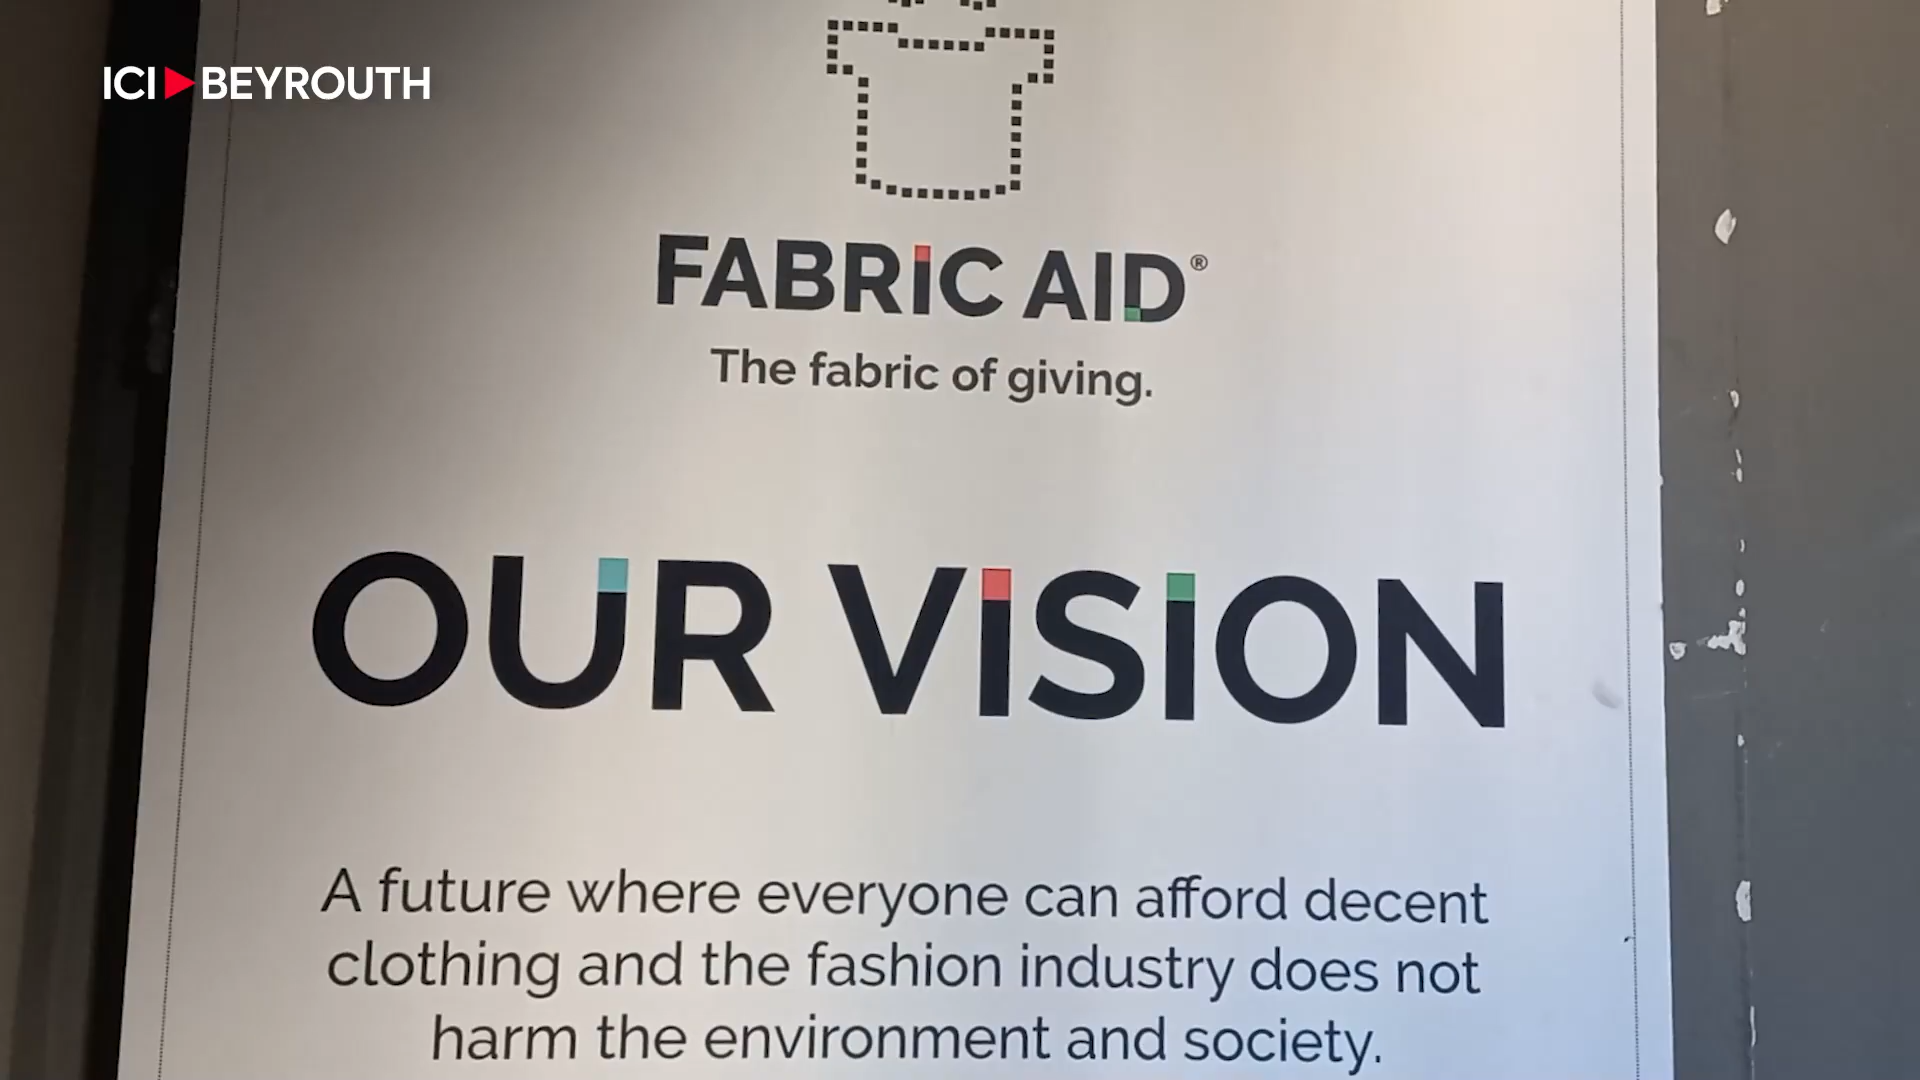 ICI BEYROUTH
FABRIC AID®
The fabric of giving.
OUR VISION
A future where everyone can afford decent
clothing and the fashion industry does not
harm the environment and society.